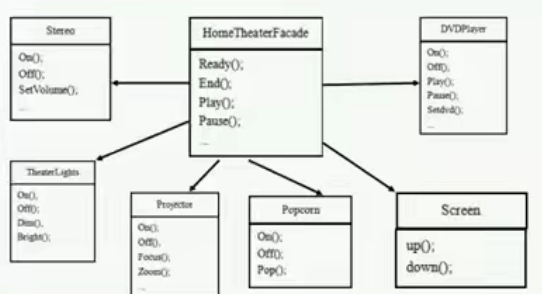 Stereo
On();
Off();
SetVolume();
....
HomeTheaterFacade
Ready();
End();
Play();
Pause();
....
DVDPlayer
On();
Off();
Play();
Pause();
Setdvd();
...
TheaterLights
On(),
Off();
Dim(),
Bright();
Projector
On();
Off(),
Focus();
Zoom();
...
Popcorn
On();
Off();
Pop();
Screen
up();
down();